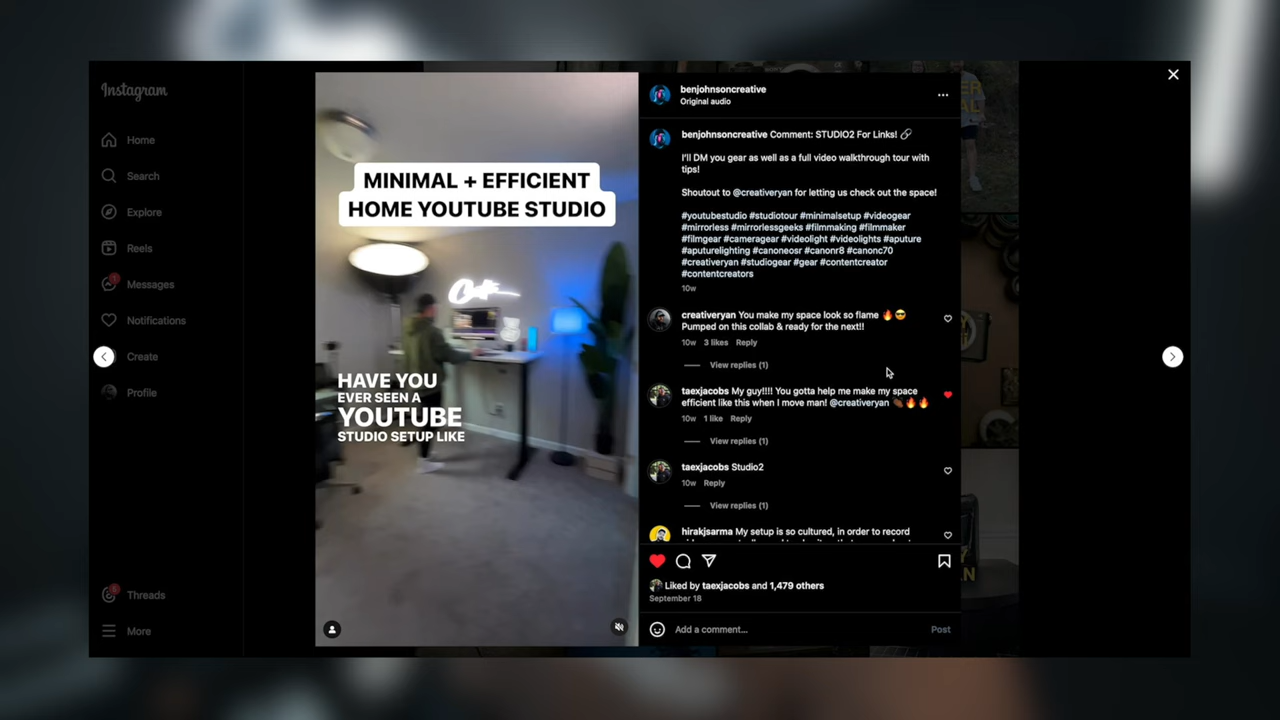 Instagram
Home
Search
Explore
Reels
1
Messages
Notifications
Create
Profile
Threads
More
MINIMAL + EFFICIENT
HOME YOUTUBE STUDIO
HAVE YOU
EVER SEEN A
YOUTUBE
STUDIO SETUP LIKE
benjohnsoncreative
Original audio
benjohnsoncreative Comment: STUDIO2 For Links! 🔗
I'll DM you gear as well as a full video walkthrough tour with
tips!
Shoutout to @creativeryan for letting us check out the space!
#youtubestudio #studiotour #minimalsetup #videogear
#mirrorless #mirrorlessgeeks #filmmaking #filmmaker
#filmgear #cameragear #videolight #videolights #aputure
#aputurelighting #canoneosr #canonr8 #canonc70
#creativeryan #studiogear #gear #contentcreator
#contentcreators
10w
creativeryan You make my space look so flame 🔥😎
Pumped on this collab & ready for the next!!
10w 3 likes Reply
View replies (1)
taexjacobs My guy!!!! You gotta help me make my space
efficient like this when I move man! @creativeryan 👏🏿🔥🔥
10w 1 like Reply
View replies (1)
taexjacobs Studio2
10w Reply
View replies (1)
hirakjsarma My setup is so cultured, in order to record
Liked by taexjacobs and 1,479 others
September 18
Add a comment...
Post